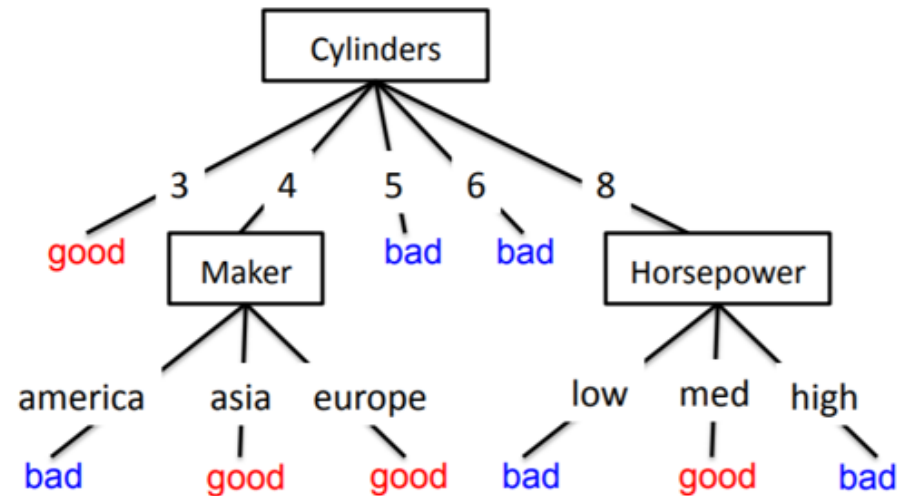 Cylinders
3 4 5 6 8
good Maker bad bad Horsepower
america asia europe low med high
bad good good bad good bad